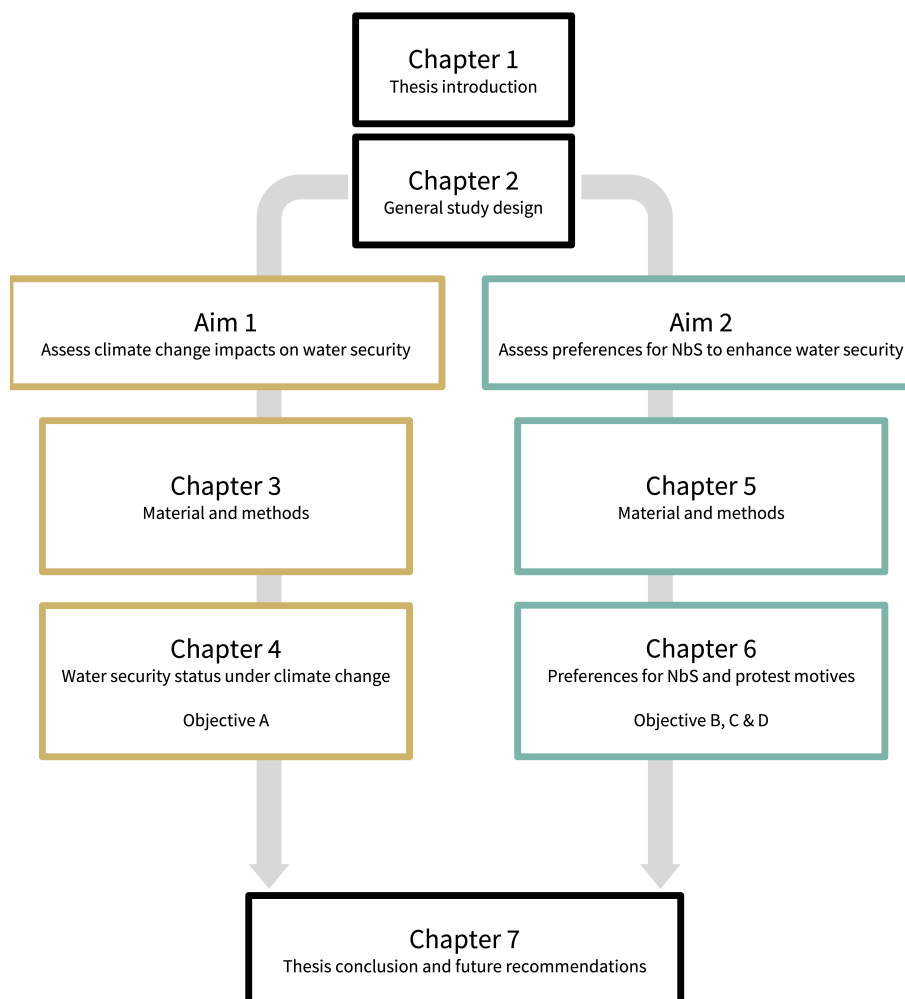 Chapter 1
Thesis introduction
Chapter 2
General study design
Aim 1
Assess climate change impacts on water security
Aim 2
Assess preferences for NbS to enhance water security
Chapter 3
Material and methods
Chapter 5
Material and methods
Chapter 4
Water security status under climate change
Objective A
Chapter 6
Preferences for NbS and protest motives
Objective B, C & D
Chapter 7
Thesis conclusion and future recommendations